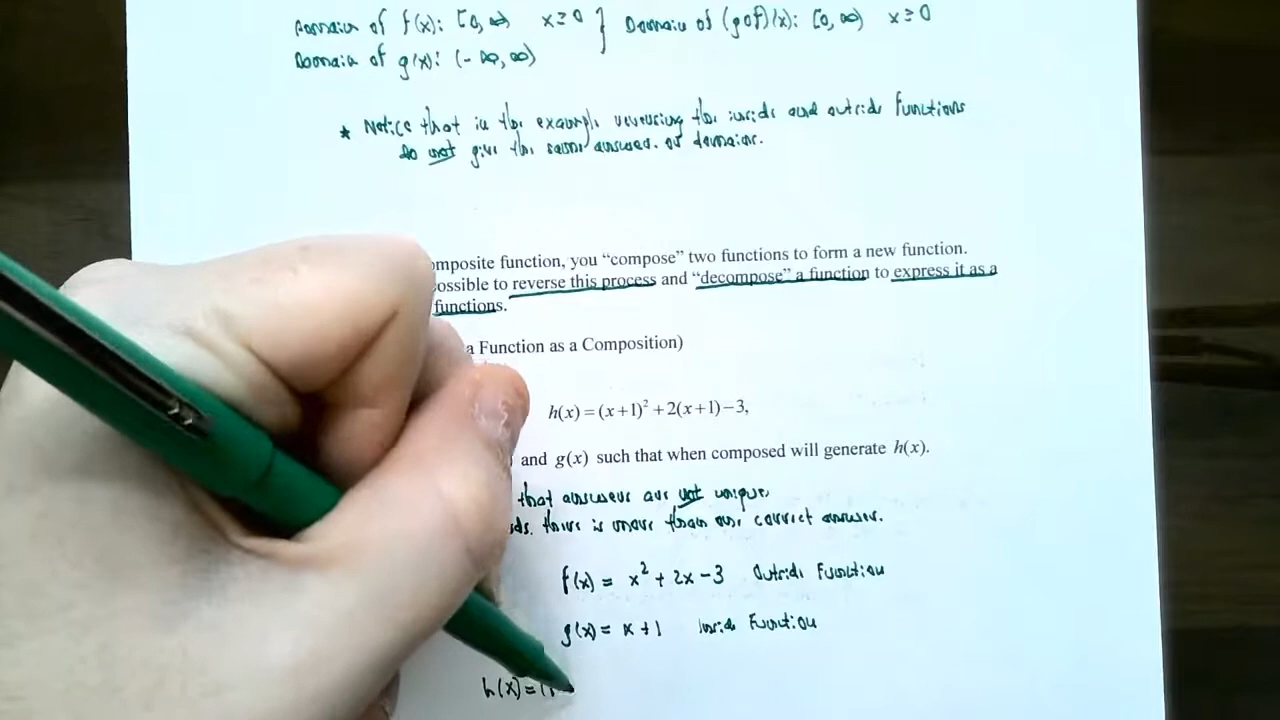 Domain of f(x): [0, ∞) x ≥ 0 } Domain of (g∘f)(x): [0, ∞) x ≥ 0
Domain of g(x): (-∞, ∞)
* Notice that in the example reversing the inside and outside functions
do not give the same answer. or domains.
omposite function, you “compose” two functions to form a new function.
ossible to reverse this process and “decompose” a function to express it as a
functions.
a Function as a Composition)
h(x) = (x+1)² + 2(x+1) − 3,
and g(x) such that when composed will generate h(x).
that answers are not unique,
ds. there is more than one correct answer.
f(x) = x² + 2x − 3 Outside Function
g(x) = x + 1 Inside Function
h(x) = (